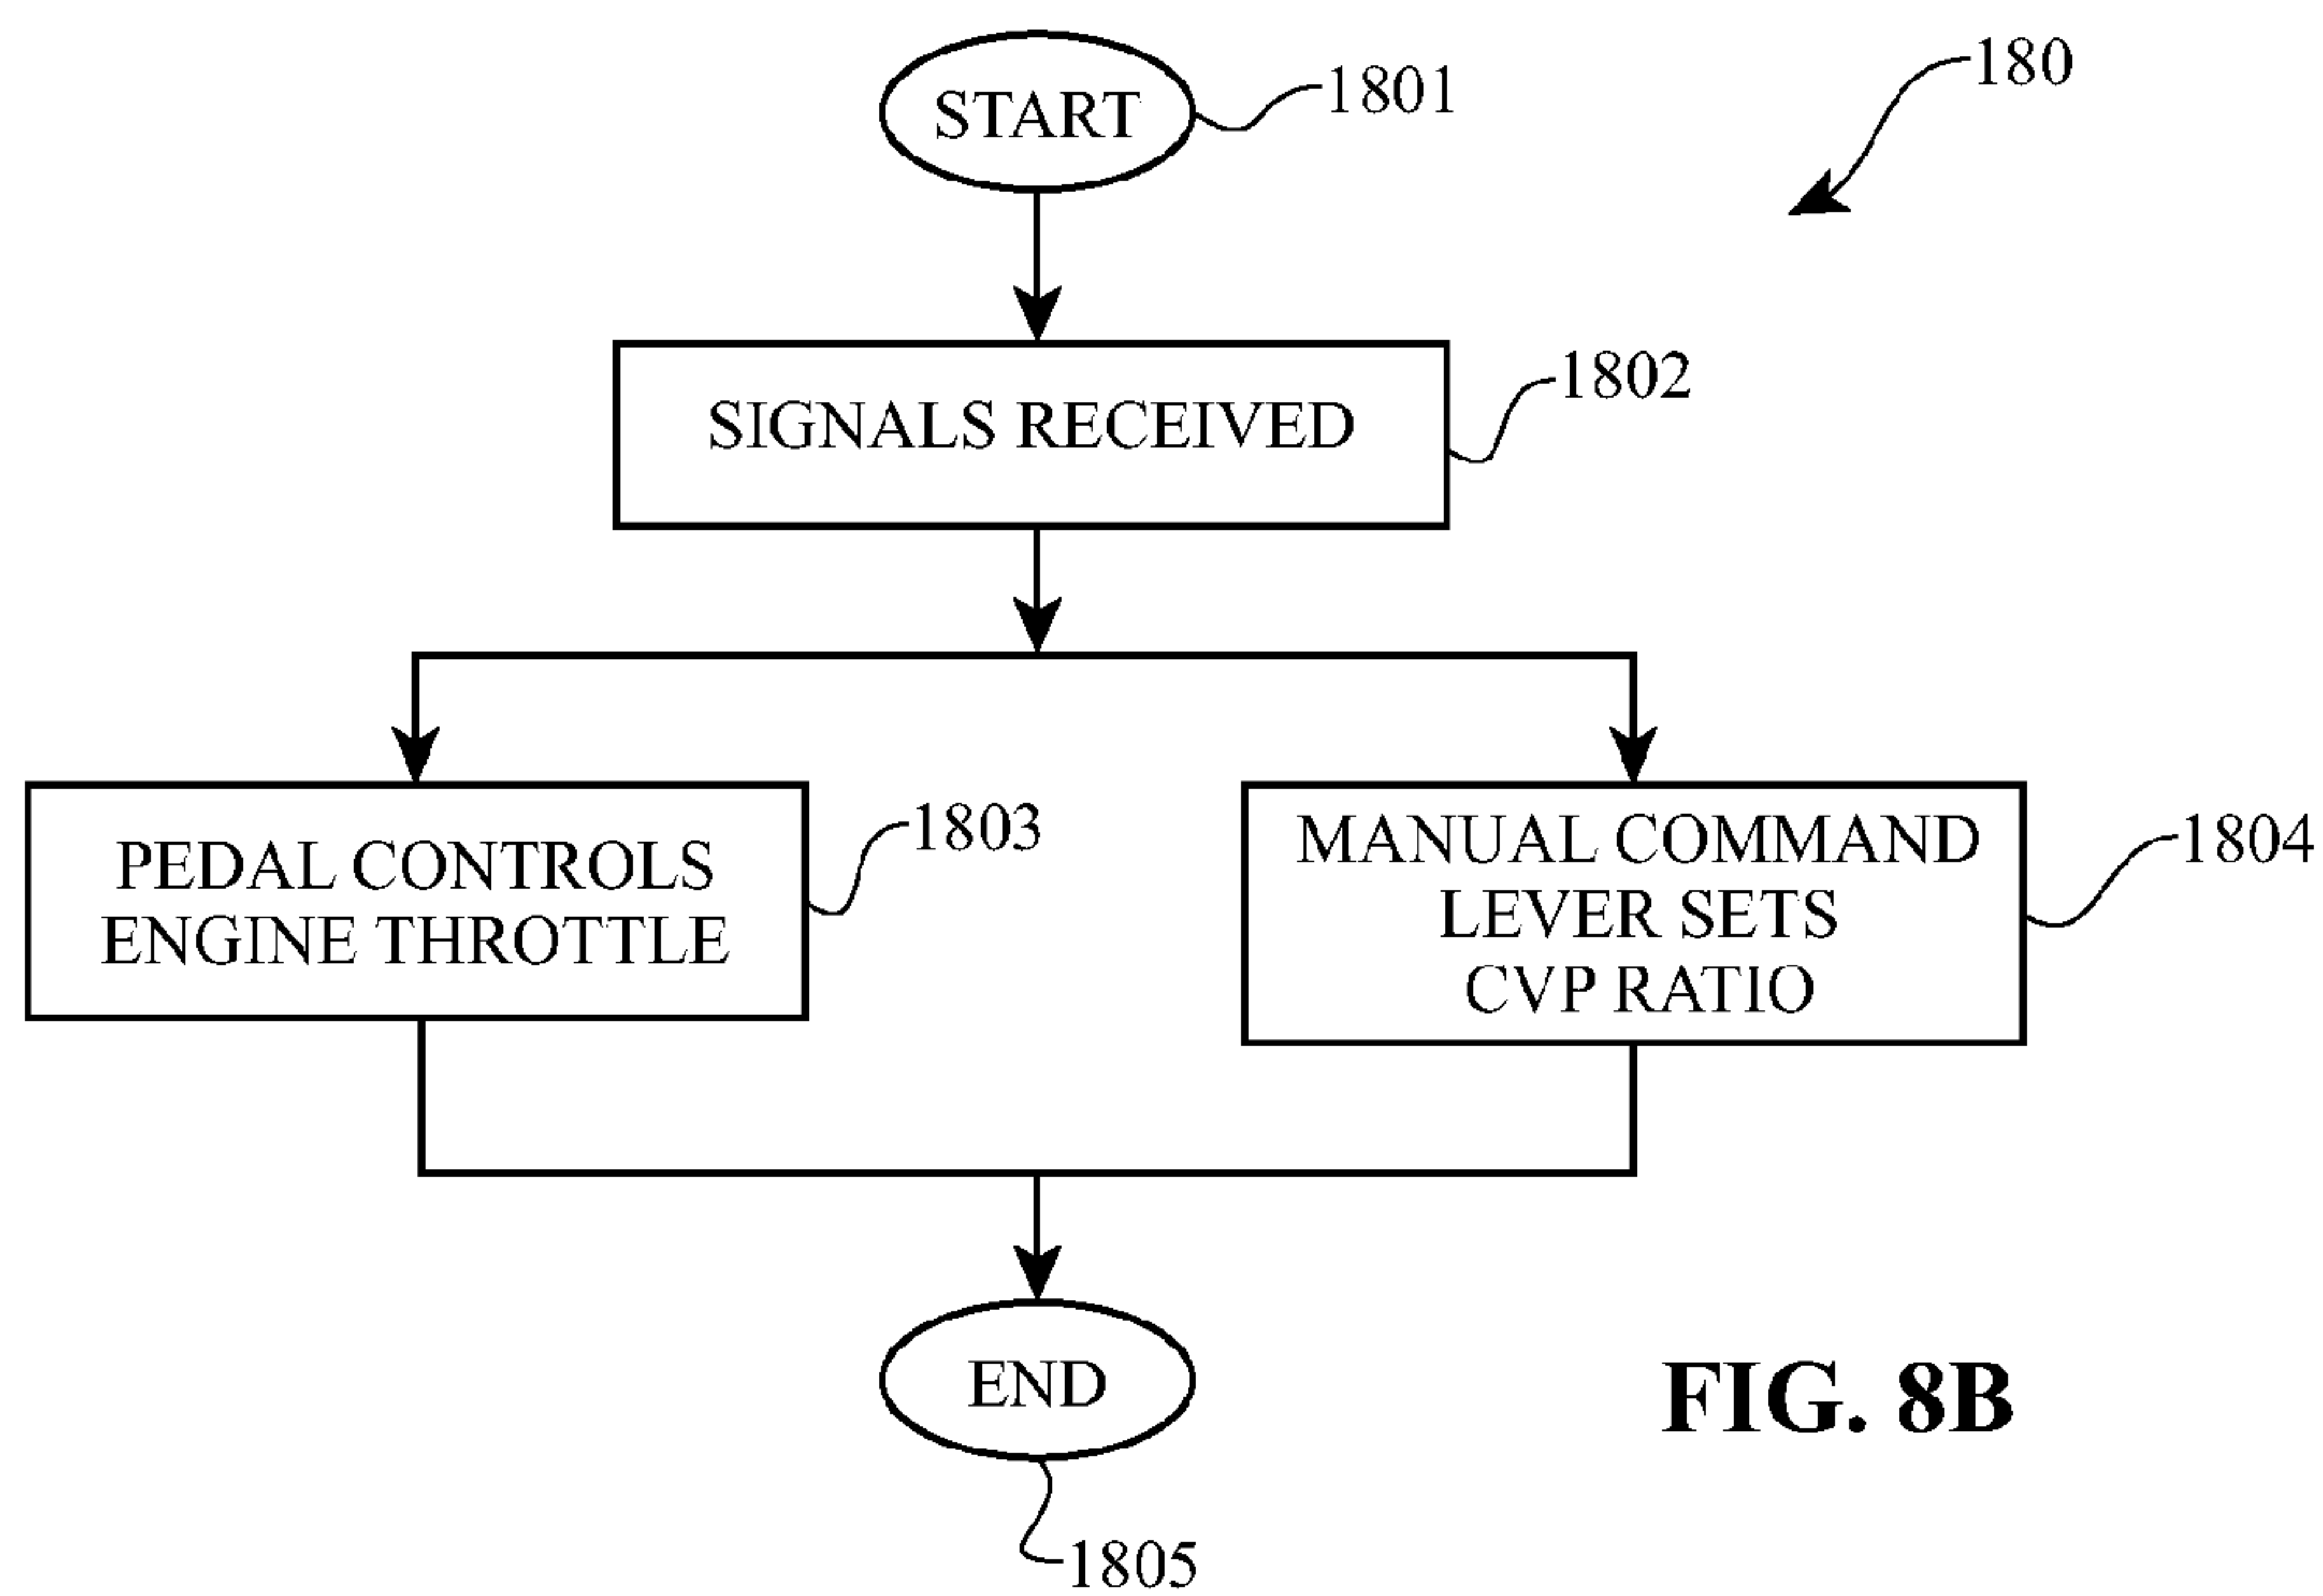 START
1801
180
SIGNALS RECEIVED
1802
PEDAL CONTROLS
ENGINE THROTTLE
1803
MANUAL COMMAND
LEVER SETS
CVP RATIO
1804
END
1805
FIG. 8B